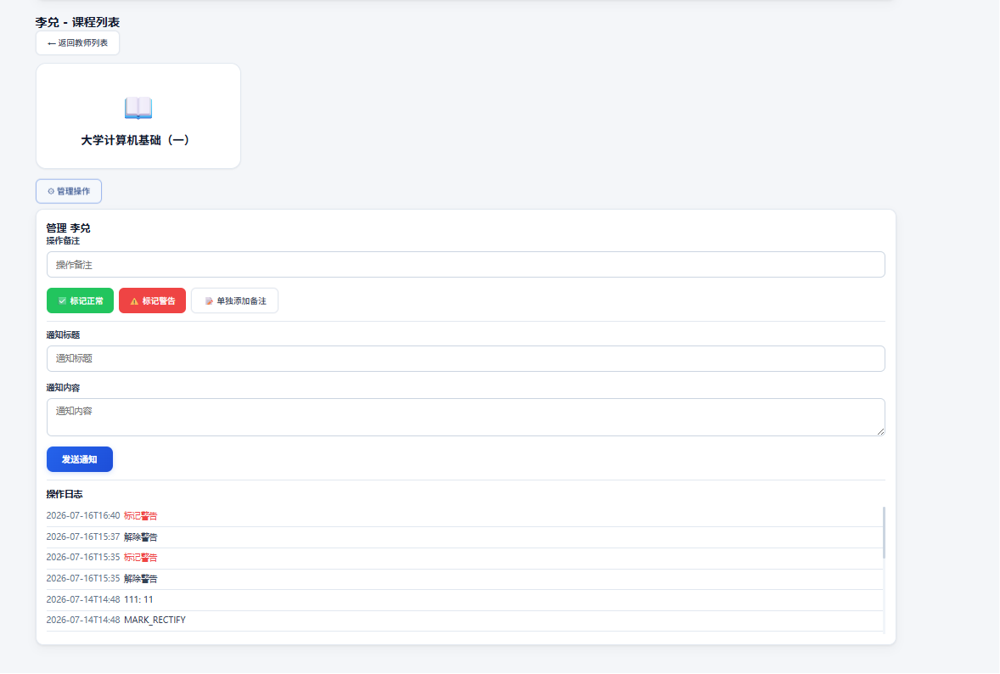 李兑 - 课程列表
← 返回教师列表
大学计算机基础（一）
⚙ 管理操作
管理 李兑
操作备注
操作备注
✅ 标记正常 ⚠ 标记警告 📝 单独添加备注
通知标题
通知标题
通知内容
通知内容
发送通知
操作日志
2026-07-16T16:40 标记警告
2026-07-16T15:37 解除警告
2026-07-16T15:35 标记警告
2026-07-16T15:35 解除警告
2026-07-14T14:48 111: 11
2026-07-14T14:48 MARK_RECTIFY